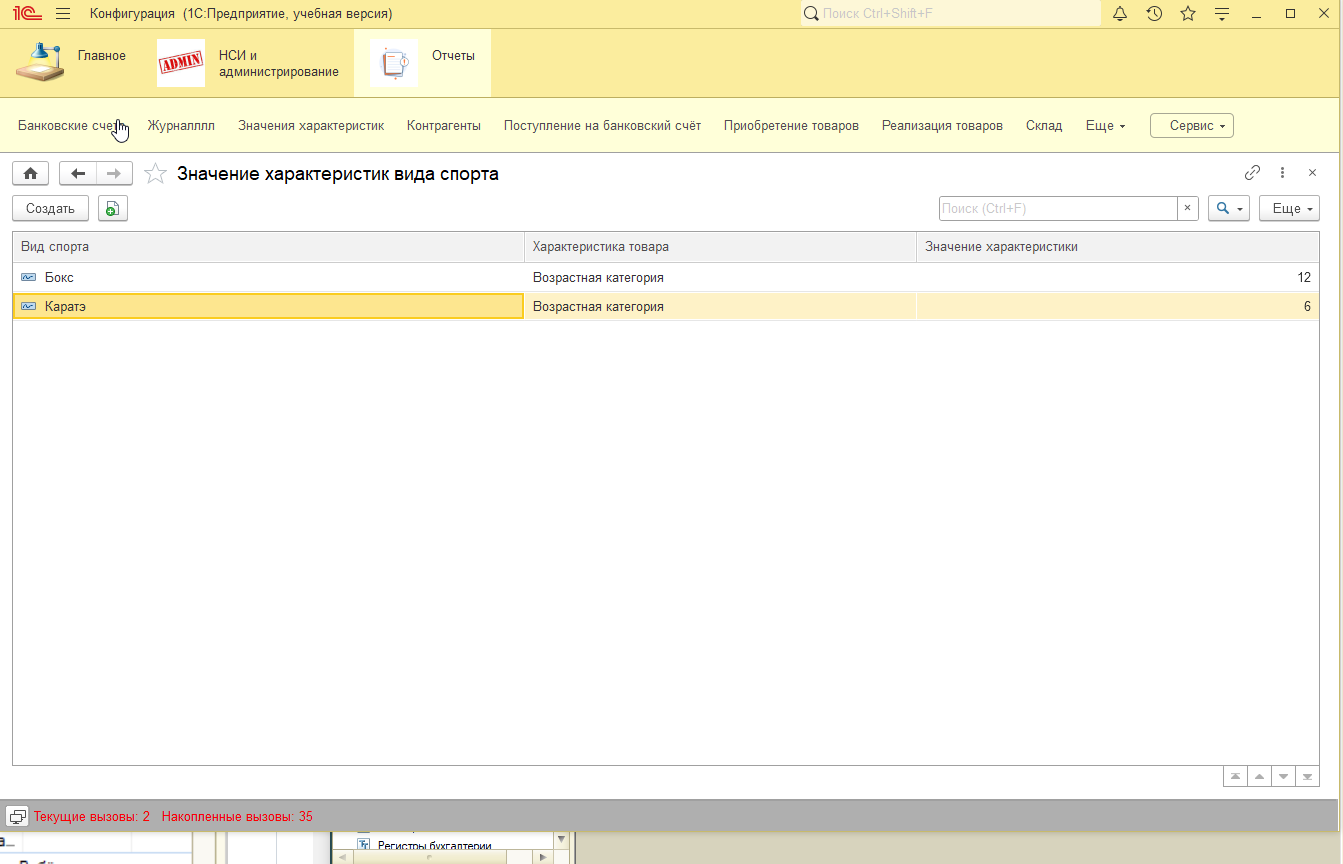 1С Конфигурация (1С:Предприятие, учебная версия) Поиск Ctrl+Shift+F
Главное
ADMIN
НСИ и
администрирование
Отчеты
Банковские счет Журналллл Значения характеристик Контрагенты Поступление на банковский счёт Приобретение товаров Реализация товаров Склад Еще Сервис
Значение характеристик вида спорта
Создать Поиск (Ctrl+F) × Еще
Вид спорта Характеристика товара Значение характеристики
Бокс Возрастная категория 12
Каратэ Возрастная категория 6
Текущие вызовы: 2 Накопленные вызовы: 35
а...
Регистры бухгалтерии